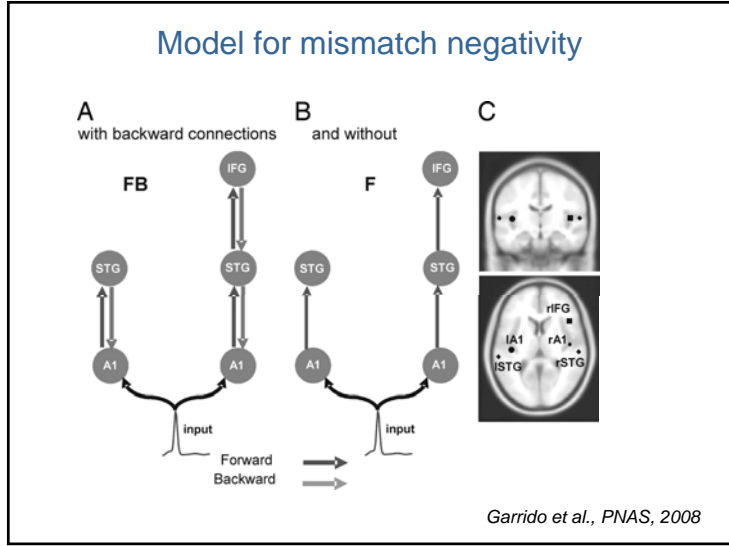 Model for mismatch negativity
A
with backward connections
B
and without
C
FB
F
IFG
STG
STG
A1
A1
input
IFG
STG
STG
A1
A1
input
rIFG
lA1
rA1
lSTG
rSTG
Forward
Backward
Garrido et al., PNAS, 2008